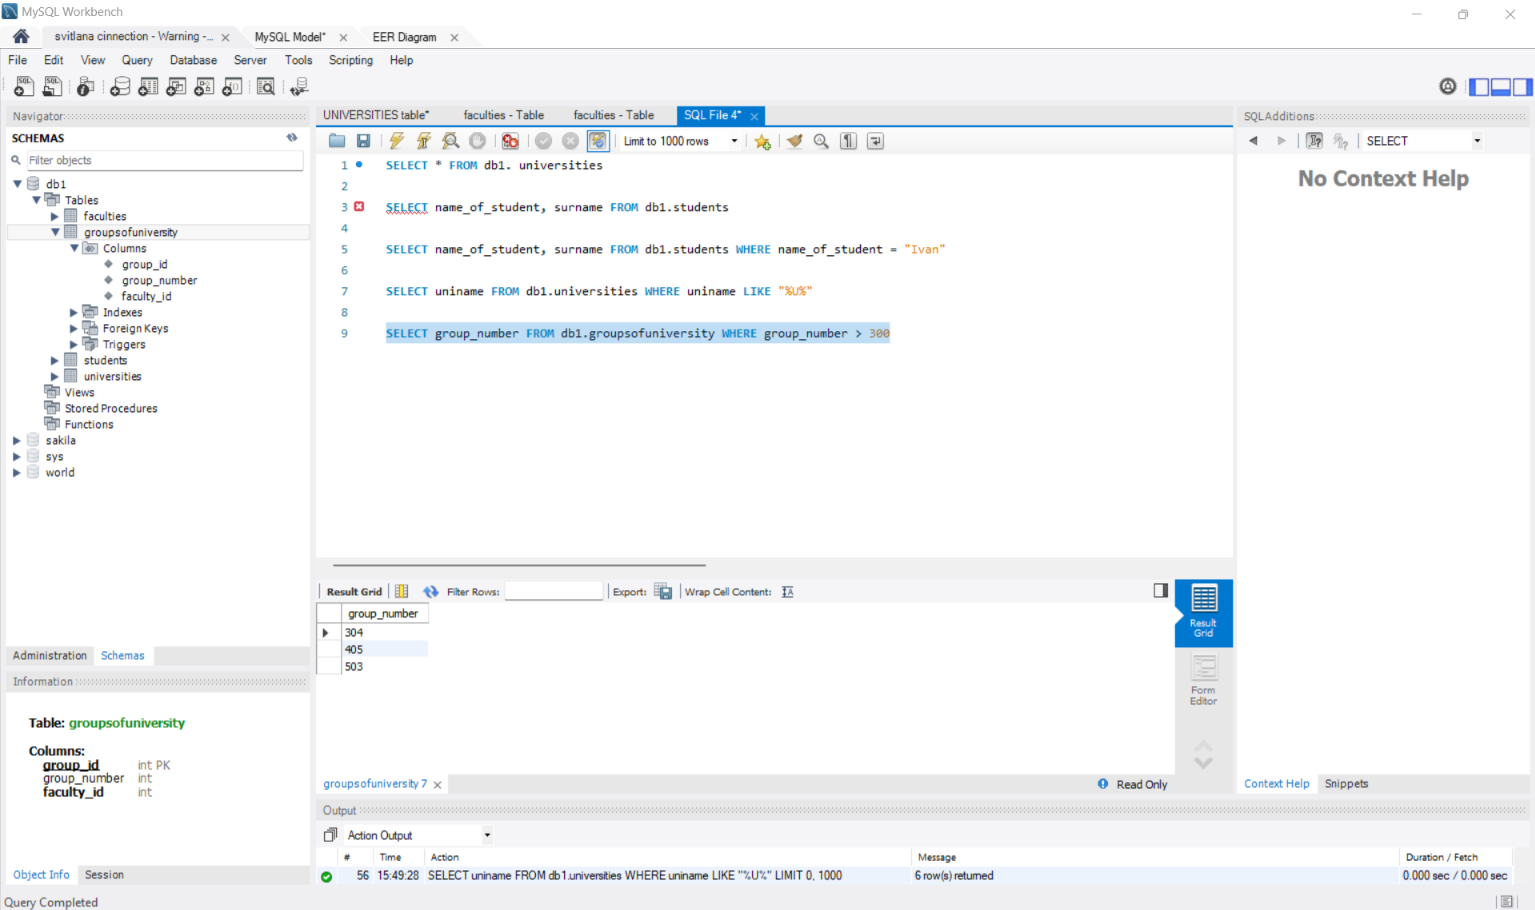 MySQL Workbench
svitlana cinnection - Warning -...
MySQL Model*
EER Diagram
File Edit View Query Database Server Tools Scripting Help
Navigator
SCHEMAS
Filter objects
db1
Tables
faculties
groupsofuniversity
Columns
group_id
group_number
faculty_id
Indexes
Foreign Keys
Triggers
students
universities
Views
Stored Procedures
Functions
sakila
sys
world
Administration Schemas
Information
Table: groupsofuniversity
Columns:
group_id int PK
group_number int
faculty_id int
Object Info Session
UNIVERSITIES table* faculties - Table faculties - Table SQL File 4*
Limit to 1000 rows
1 SELECT * FROM db1. universities
2
3 SELECT name_of_student, surname FROM db1.students
4
5 SELECT name_of_student, surname FROM db1.students WHERE name_of_student = "Ivan"
6
7 SELECT uniname FROM db1.universities WHERE uniname LIKE "%U%"
8
9 SELECT group_number FROM db1.groupsofuniversity WHERE group_number > 300
Result Grid Filter Rows: Export: Wrap Cell Content:
group_number
304
405
503
Result
Grid
Form
Editor
groupsofuniversity 7
Read Only
SQLAdditions
SELECT
No Context Help
Context Help Snippets
Output
Action Output
# Time Action Message Duration / Fetch
56 15:49:28 SELECT uniname FROM db1.universities WHERE uniname LIKE "%U%" LIMIT 0, 1000 6 row(s) returned 0.000 sec / 0.000 sec
Query Completed